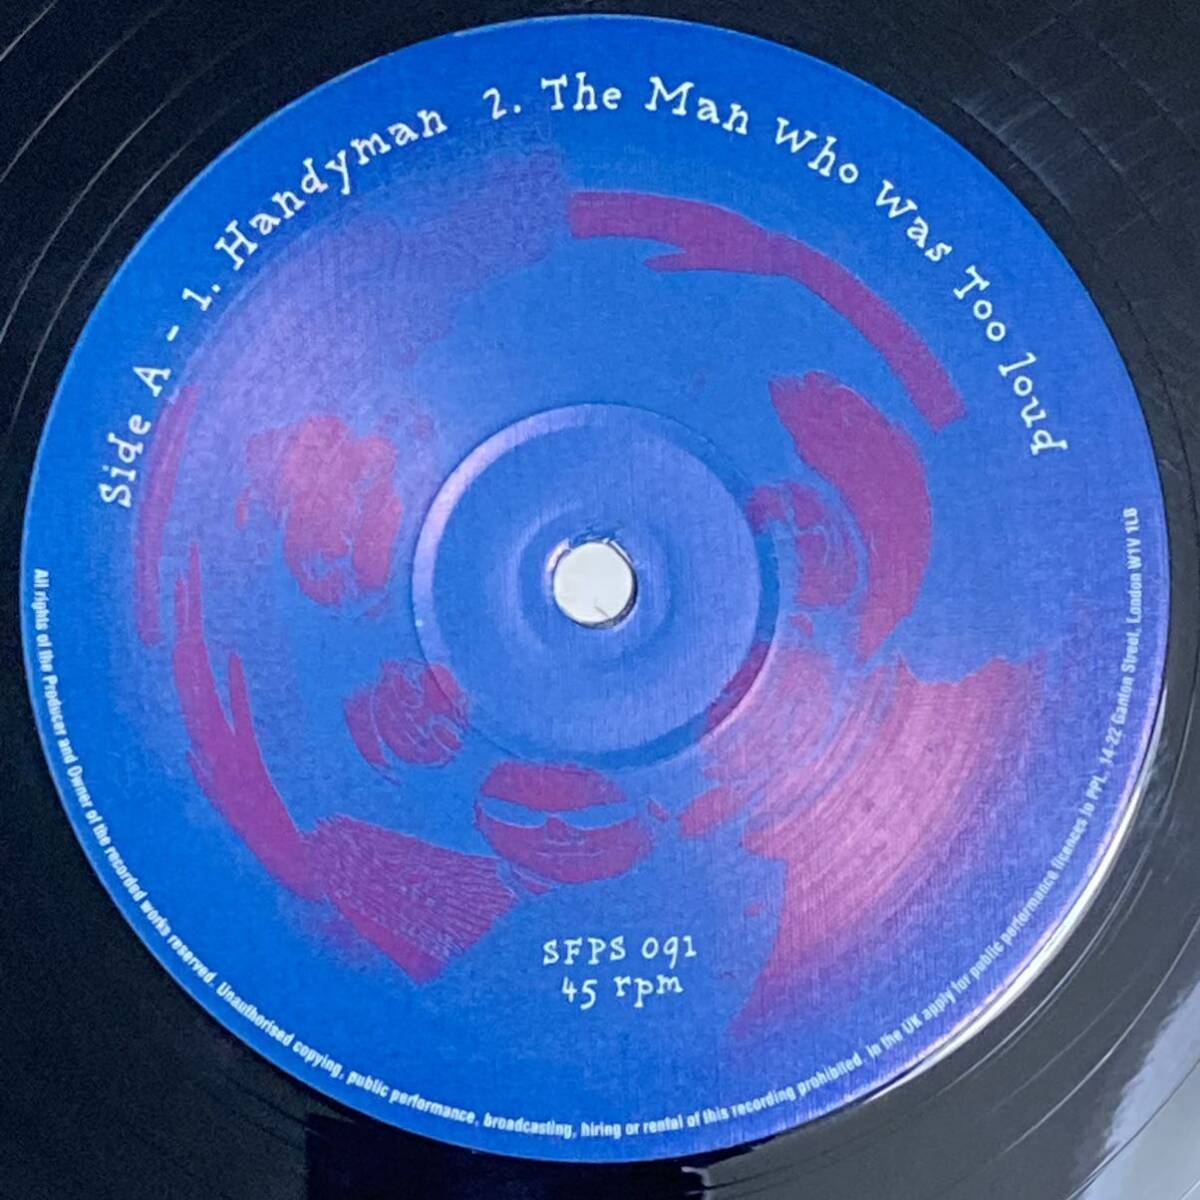 Side A - 1. Handyman 2. The Man Who Was Too loud
SFPS 091
45 rpm
All rights of the Producer and Owner of the recorded works reserved. Unauthorised copying, public performance, broadcasting, hiring or rental of this recording prohibited. In the UK apply for public performance licences to PPL, 14-22 Ganton Street, London W1V 1LB